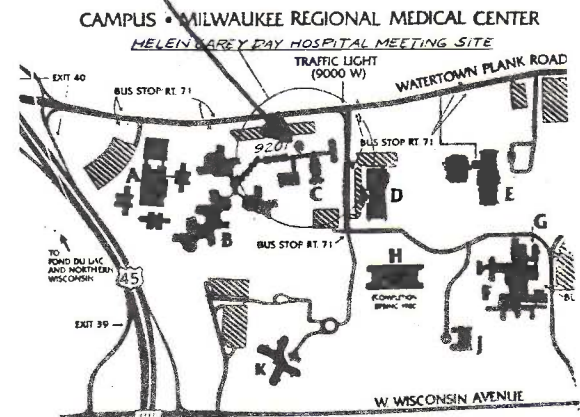 CAMPUS • MILWAUKEE REGIONAL MEDICAL CENTER
HELEN CAREY DAY HOSPITAL MEETING SITE
TRAFFIC LIGHT
(9000 W)
WATERTOWN PLANK ROAD
EXIT 40
BUS STOP RT. 71
BUS STOP RT. 71
9201
A
B
C
D
E
BUS STOP RT. 71
G
H
F
J
K
TO
FOND DU LAC
AND NORTHERN
WISCONSIN
45
(COMPLETION
EXIT 39
W. WISCONSIN AVENUE